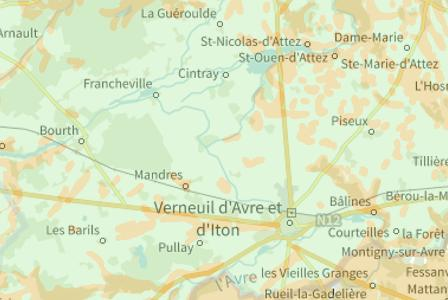 La Guéroulde
Arnault
St-Nicolas-d'Attez
Dame-Marie
St-Ouen-d'Attez
Ste-Marie-d'Attez
Cintray
Francheville
L'Hos
Piseux
Bourth
Tillière
Mandres
Bérou-la-M
Bâlines
Verneuil d'Avre et
d'Iton
N12
Les Barils
Courteilles
la Forêt
Pullay
Montigny-sur-Avre
l'Avre
les Vieilles Granges
Fessan
Rueil-la-Gadelière
Mattan